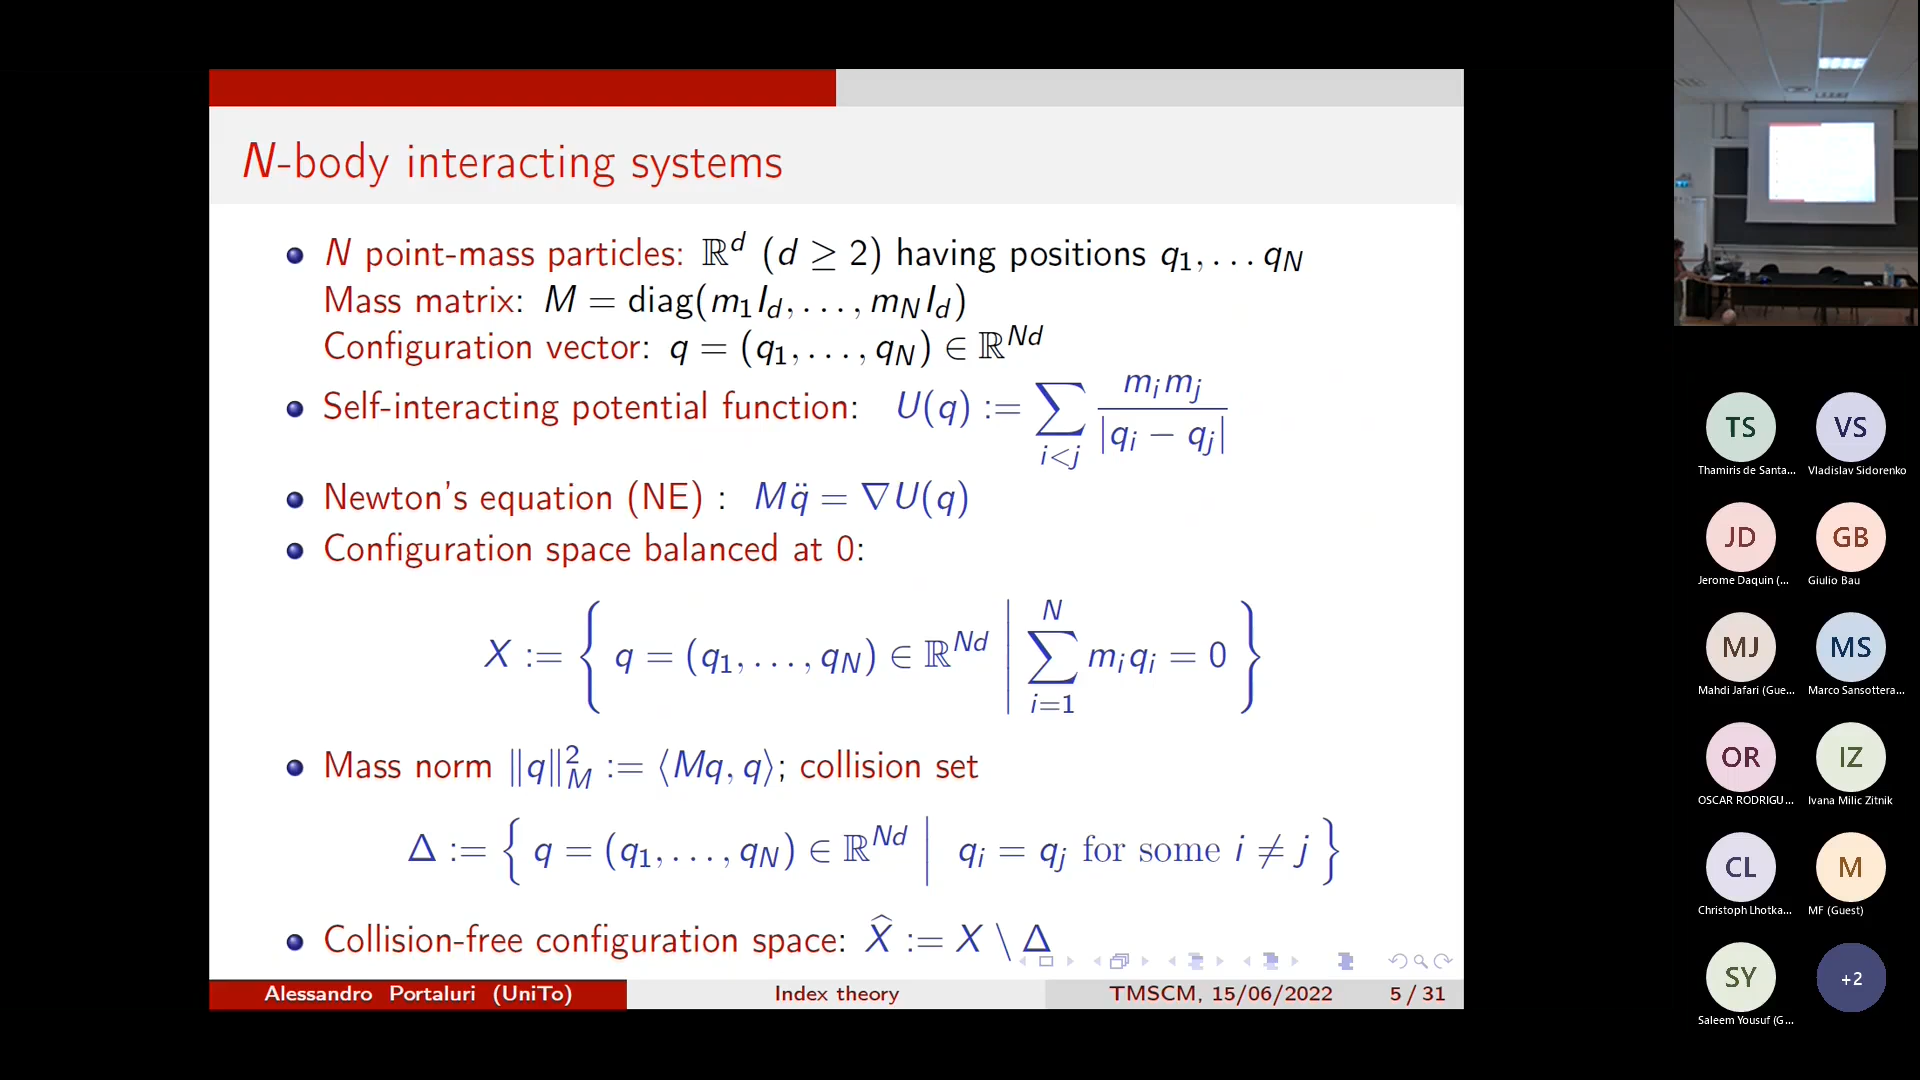 N-body interacting systems
N point-mass particles: ℝ^d (d ≥ 2) having positions q_1, … q_N
Mass matrix: M = diag(m_1 I_d, …, m_N I_d)
Configuration vector: q = (q_1, …, q_N) ∈ ℝ^{Nd}
Self-interacting potential function: U(q) := ∑_{i<j} m_i m_j / |q_i − q_j|
Newton's equation (NE) : Mq̈ = ∇U(q)
Configuration space balanced at 0:
X := { q = (q_1, …, q_N) ∈ ℝ^{Nd} | ∑_{i=1}^{N} m_i q_i = 0 }
Mass norm ‖q‖²_M := ⟨Mq, q⟩; collision set
Δ := { q = (q_1, …, q_N) ∈ ℝ^{Nd} | q_i = q_j for some i ≠ j }
Collision-free configuration space: X̂ := X \ Δ
Alessandro Portaluri (UniTo)
Index theory
TMSCM, 15/06/2022
5 / 31
TS
VS
Thamiris de Santa...
Vladislav Sidorenko
JD
GB
Jerome Daquin (...
Giulio Bau
MJ
MS
Mahdi Jafari (Gue...
Marco Sansottera...
OR
IZ
OSCAR RODRIGU...
Ivana Milic Zitnik
CL
M
Christoph Lhotka...
MF (Guest)
SY
+2
Saleem Yousuf (G...